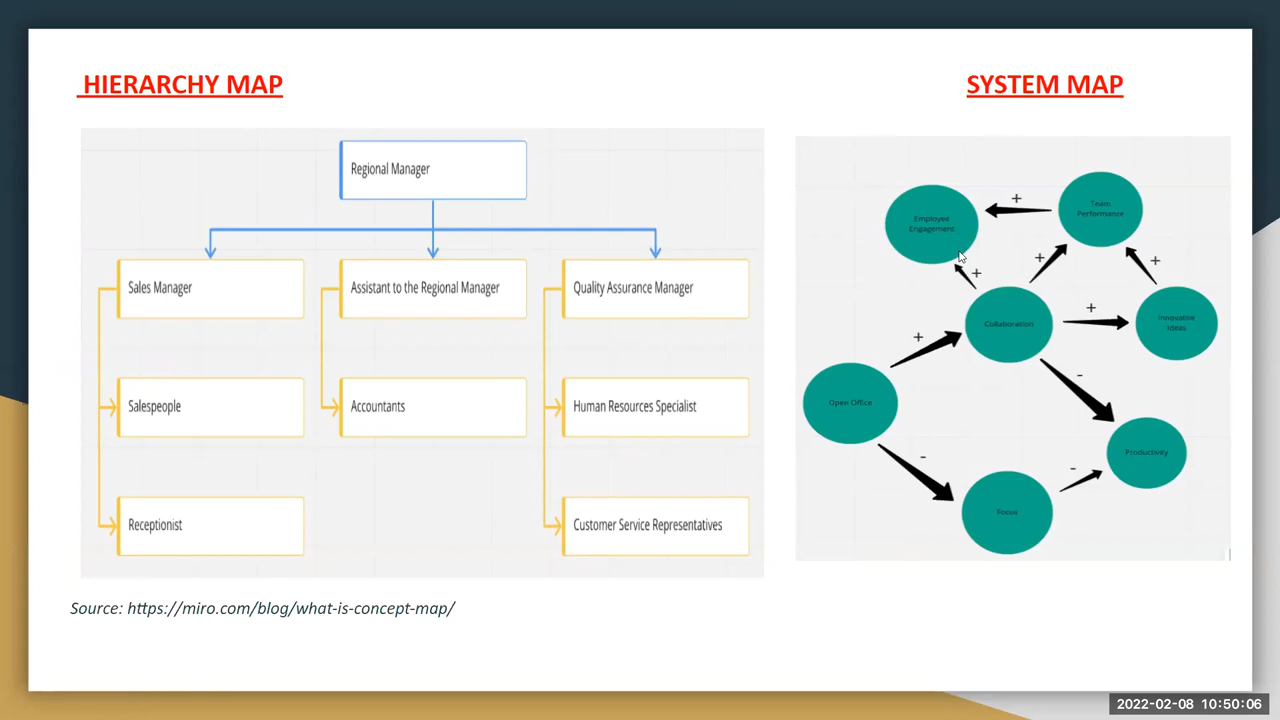 HIERARCHY MAP
SYSTEM MAP
Regional Manager
Sales Manager
Assistant to the Regional Manager
Quality Assurance Manager
Salespeople
Accountants
Human Resources Specialist
Receptionist
Customer Service Representatives
Employee
Engagement
+
Team
Performance
+
+
+
Collaboration
+
Innovative
Ideas
+
Open Office
-
Productivity
-
-
Focus
Source: https://miro.com/blog/what-is-concept-map/
2022-02-08 10:50:06